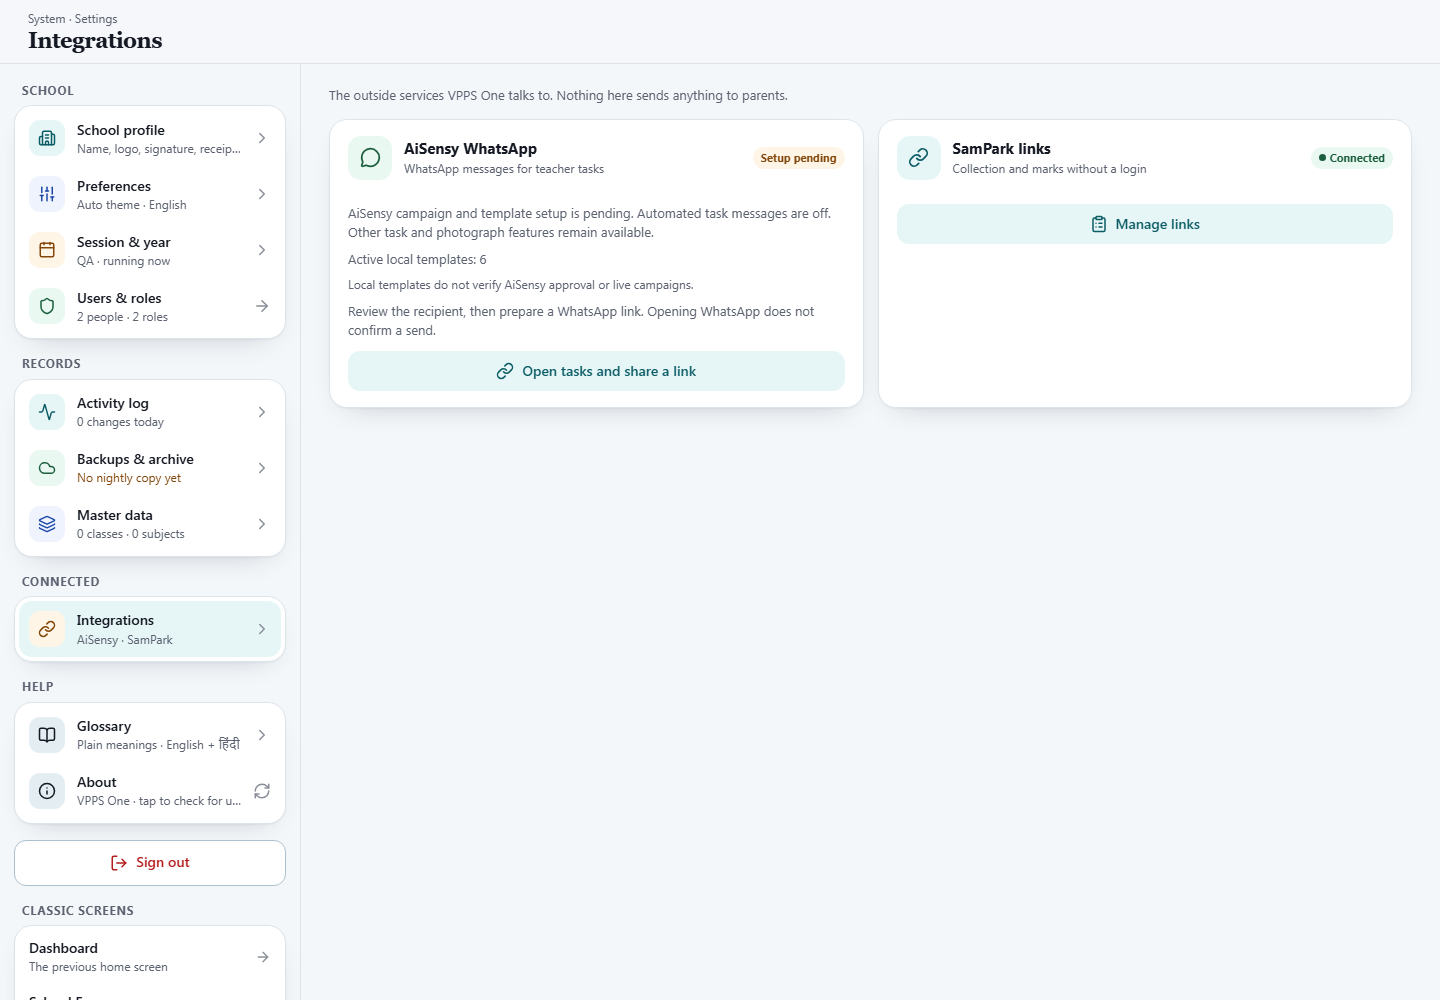 System · Settings
Integrations
SCHOOL
School profile
Name, logo, signature, receip...
Preferences
Auto theme · English
Session & year
QA · running now
Users & roles
2 people · 2 roles
RECORDS
Activity log
0 changes today
Backups & archive
No nightly copy yet
Master data
0 classes · 0 subjects
CONNECTED
Integrations
AiSensy · SamPark
HELP
Glossary
Plain meanings · English + हिंदी
About
VPPS One · tap to check for u...
Sign out
CLASSIC SCREENS
Dashboard
The previous home screen
The outside services VPPS One talks to. Nothing here sends anything to parents.
AiSensy WhatsApp
WhatsApp messages for teacher tasks
Setup pending
AiSensy campaign and template setup is pending. Automated task messages are off.
Other task and photograph features remain available.
Active local templates: 6
Local templates do not verify AiSensy approval or live campaigns.
Review the recipient, then prepare a WhatsApp link. Opening WhatsApp does not
confirm a send.
Open tasks and share a link
SamPark links
Collection and marks without a login
Connected
Manage links